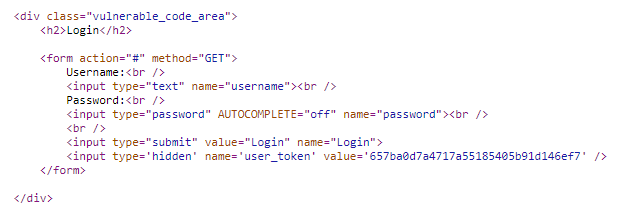 <div class="vulnerable_code_area">
<h2>Login</h2>
<form action="#" method="GET">
Username:<br />
<input type="text" name="username"><br />
Password:<br />
<input type="password" AUTOCOMPLETE="off" name="password"><br />
<br />
<input type="submit" value="Login" name="Login">
<input type='hidden' name='user_token' value='657ba0d7a4717a55185405b91d146ef7' />
</form>
</div>